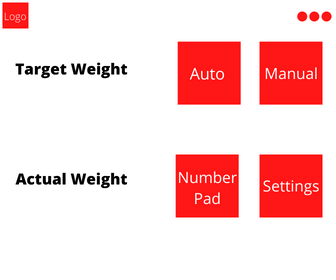 Logo
Target Weight
Auto
Manual
Actual Weight
Number
Pad
Settings